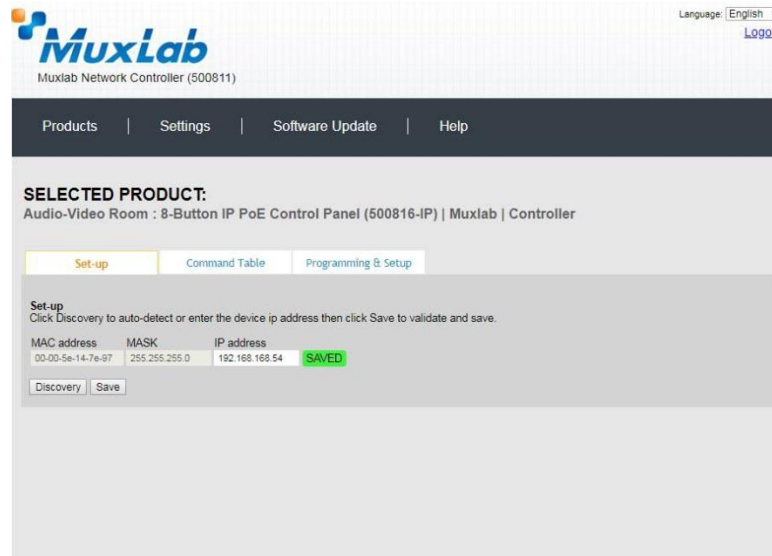 Language: English
Logo
MuxLab
Muxlab Network Controller (500811)
Products | Settings | Software Update | Help
SELECTED PRODUCT:
Audio-Video Room : 8-Button IP PoE Control Panel (500816-IP) | Muxlab | Controller
Set-up Command Table Programming & Setup
Set-up
Click Discovery to auto-detect or enter the device ip address then click Save to validate and save.
MAC address MASK IP address
00-00-5e-14-7e-97 255.255.255.0 192.168.168.54 SAVED
Discovery Save